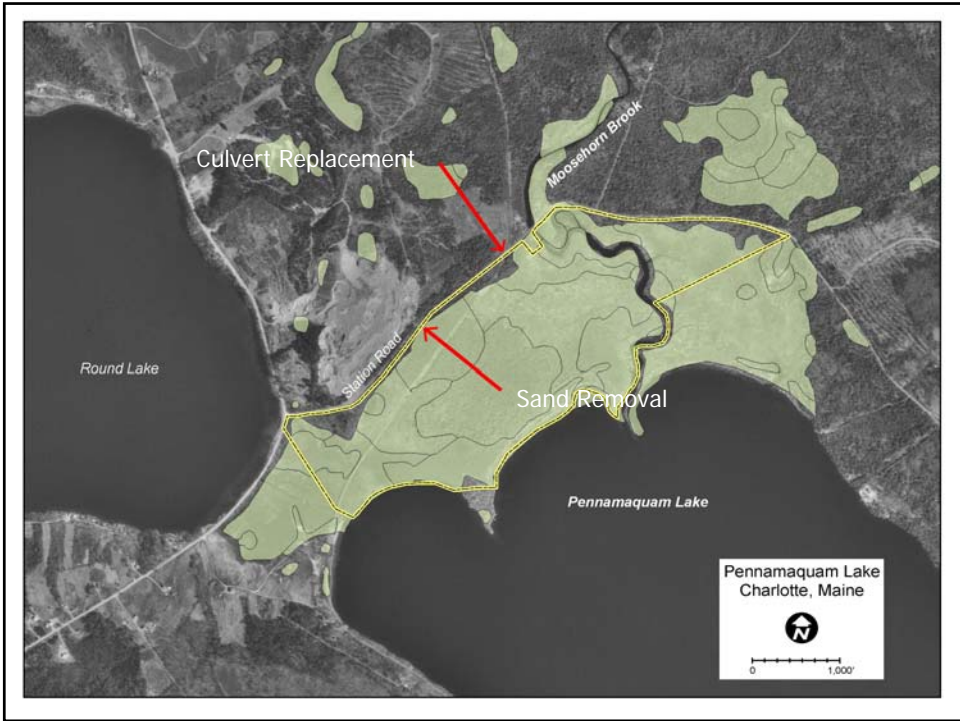 Culvert Replacement
Moosehorn Brook
Station Road
Round Lake
Sand Removal
Pennamaquam Lake
Pennamaquam Lake
Charlotte, Maine
N
0 1,000'